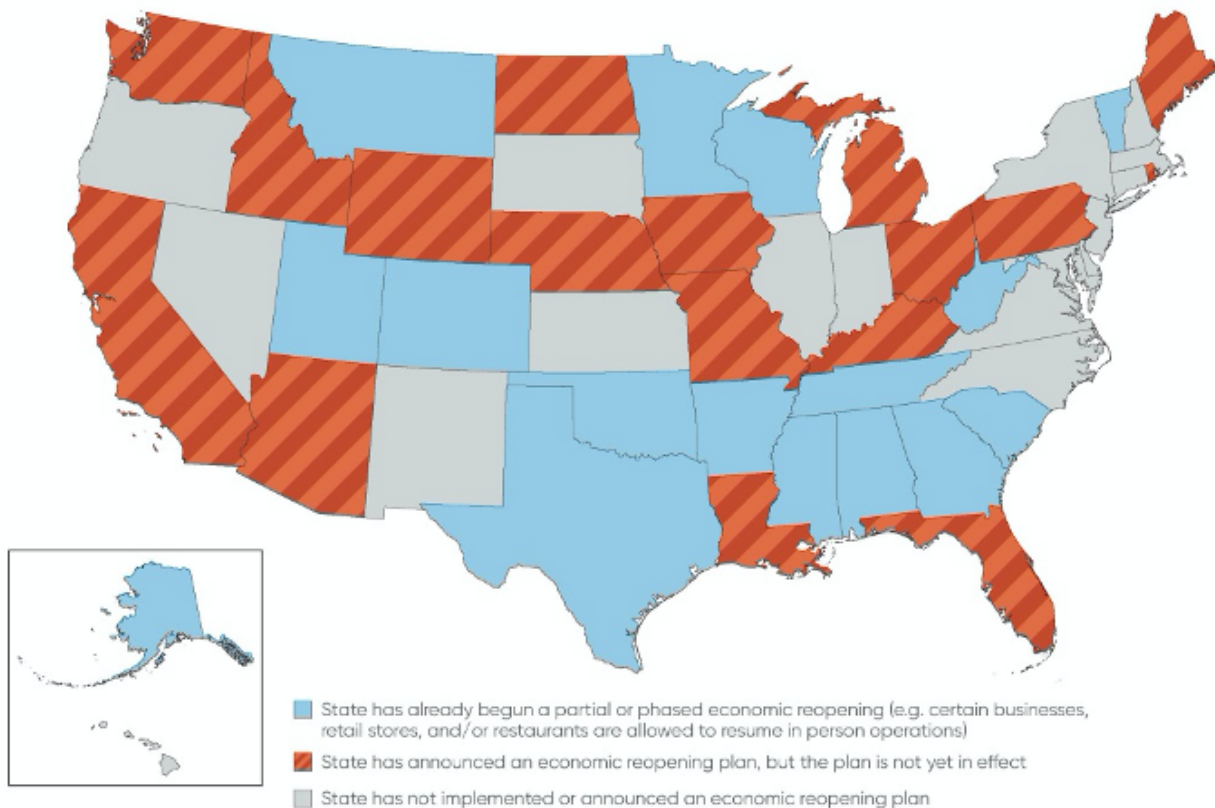 State has already begun a partial or phased economic reopening (e.g. certain businesses,
retail stores, and/or restaurants are allowed to resume in person operations)
State has announced an economic reopening plan, but the plan is not yet in effect
State has not implemented or announced an economic reopening plan